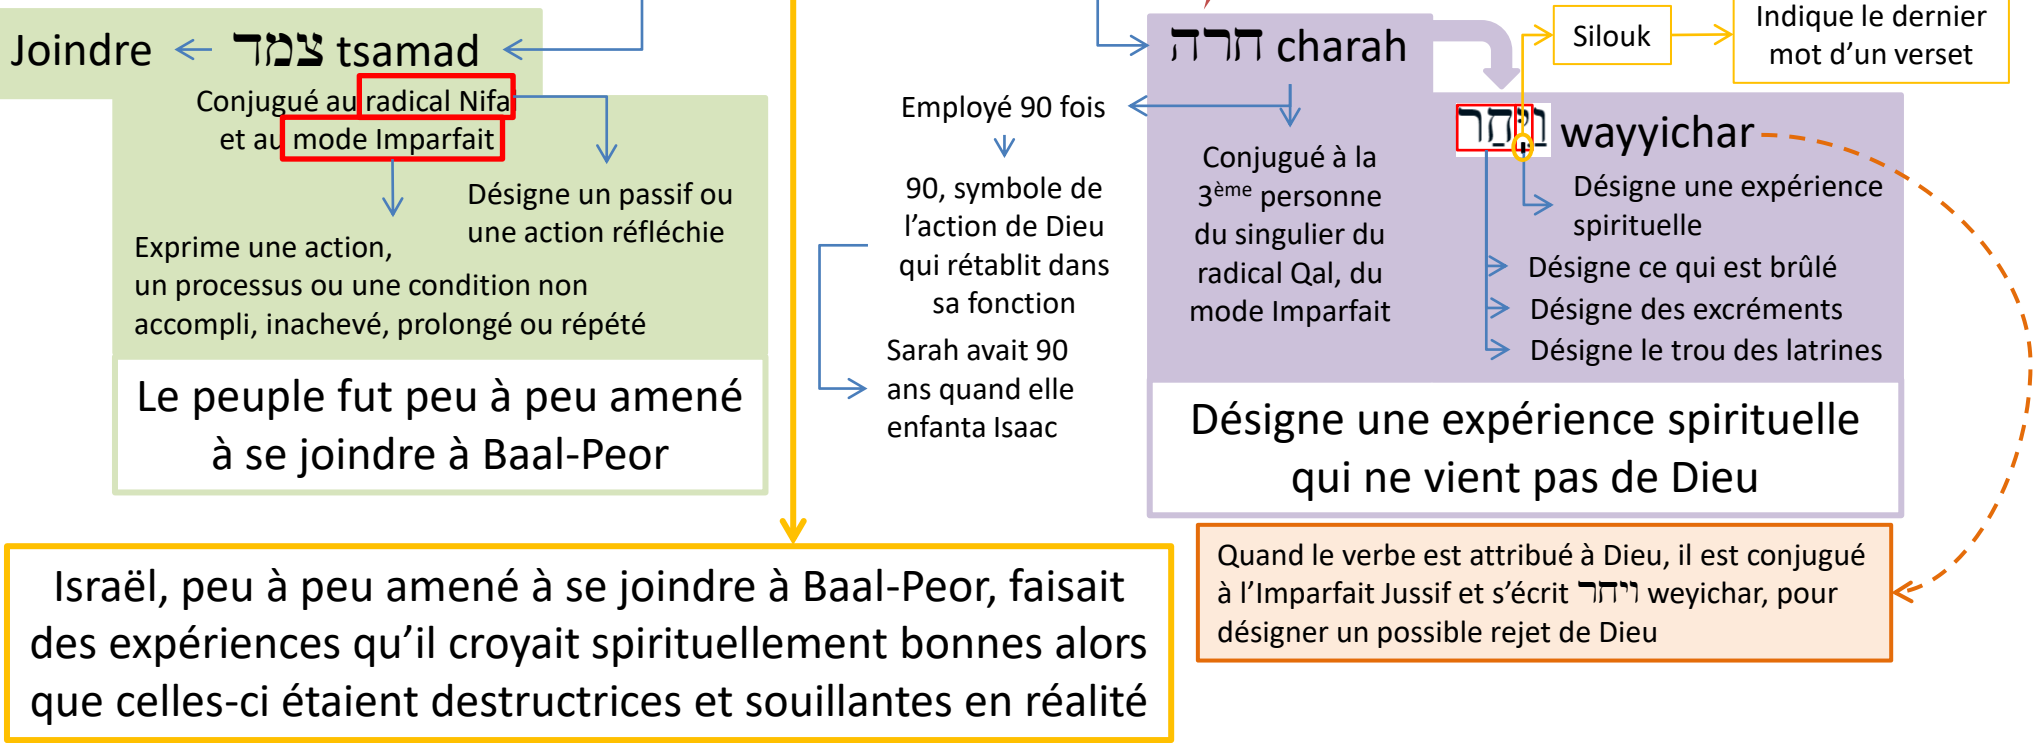 Joindre
צמד tsamad
Conjugué au radical Nifa
et au mode Imparfait
Désigne un passif ou
une action réfléchie
Exprime une action,
un processus ou une condition non
accompli, inachevé, prolongé ou répété
Le peuple fut peu à peu amené
à se joindre à Baal-Peor
Employé 90 fois
90, symbole de
l’action de Dieu
qui rétablit dans
sa fonction
Sarah avait 90
ans quand elle
enfanta Isaac
חרה charah
Conjugué à la
3ème personne
du singulier du
radical Qal, du
mode Imparfait
Silouk
Indique le dernier
mot d’un verset
וַיִּחַר wayyichar
Désigne une expérience
spirituelle
Désigne ce qui est brûlé
Désigne des excréments
Désigne le trou des latrines
Désigne une expérience spirituelle
qui ne vient pas de Dieu
Quand le verbe est attribué à Dieu, il est conjugué
à l’Imparfait Jussif et s’écrit ויחר weyichar, pour
désigner un possible rejet de Dieu
Israël, peu à peu amené à se joindre à Baal-Peor, faisait
des expériences qu’il croyait spirituellement bonnes alors
que celles-ci étaient destructrices et souillantes en réalité